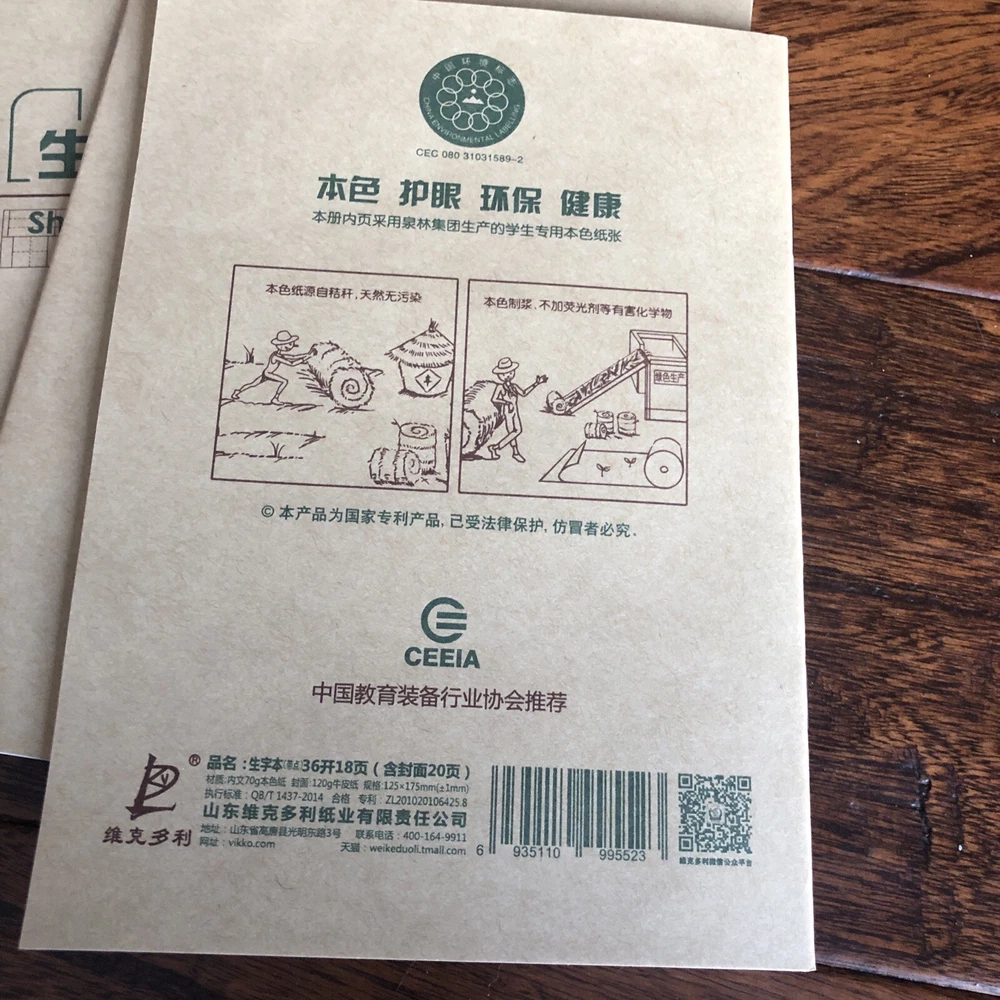 生
Sh
中国环境标志
CHINA ENVIRONMENTAL LABELLING
CEC 080 31031589-2
本色 护眼 环保 健康
本册内页采用泉林集团生产的学生专用本色纸张
本色纸源自秸秆,天然无污染
丰
本色制浆、不加荧光剂等有害化学物
绿色生产
© 本产品为国家专利产品, 已受法律保护, 仿冒者必究.
CEEIA
中国教育装备行业协会推荐
®
维克多利
品名:生字本(带点)36开18页(含封面20页)
材质:内文70g本色纸 封面:120g牛皮纸 规格:125×175mm(±1mm)
执行标准:QB/T 1437-2014 合格 专利:ZL201020106425.8
山东维克多利纸业有限责任公司
地址:山东省高唐县光明东路3号 联系电话:400-164-9911
网址:vikko.com 天猫:weikeduoli.tmall.com
6 935110 995523
维克多利微信公众平台